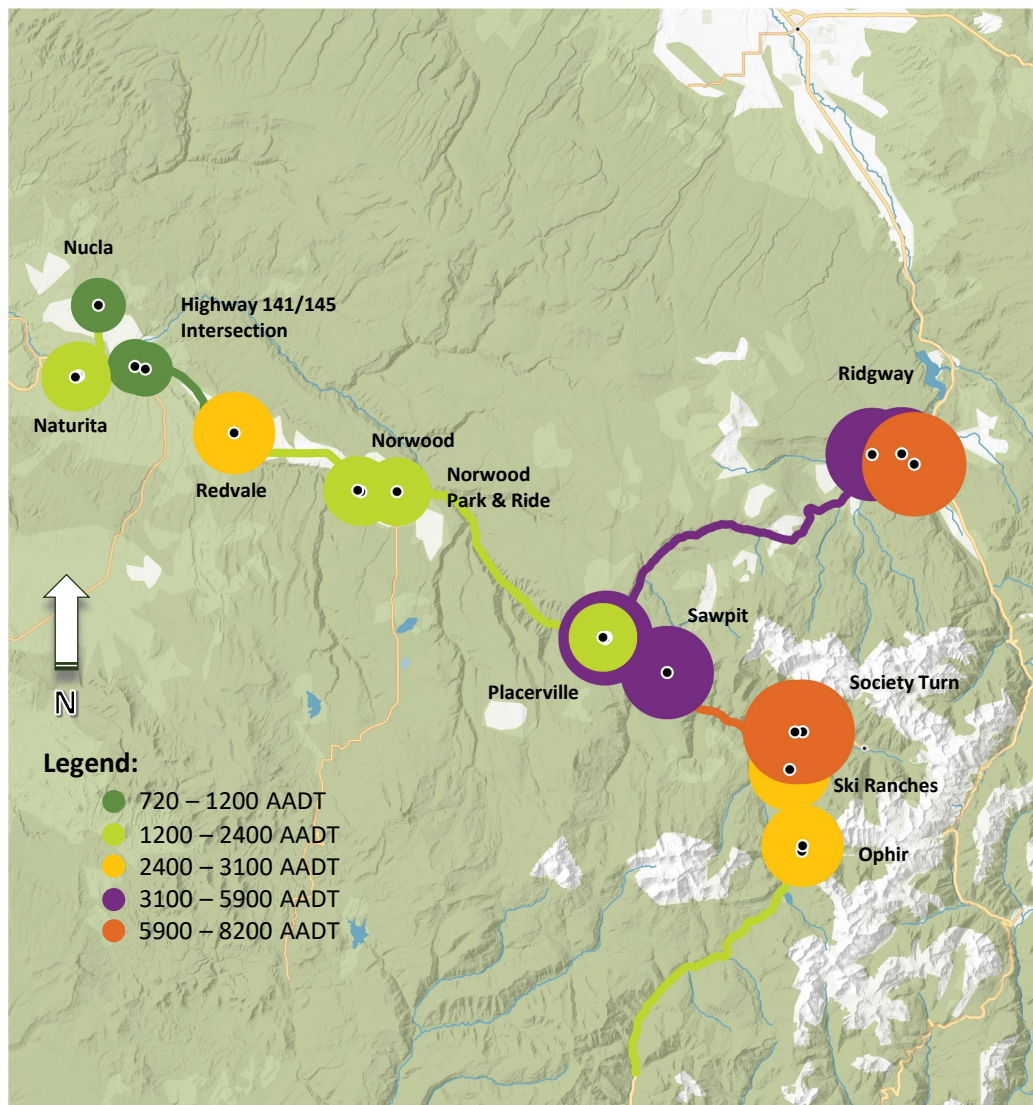 Nucla
Highway 141/145
Intersection
Ridgway
Naturita
Norwood
Redvale
Norwood
Park & Ride
Sawpit
Placerville
Society Turn
N
Legend:
Ski Ranches
720 – 1200 AADT
1200 – 2400 AADT
Ophir
2400 – 3100 AADT
3100 – 5900 AADT
5900 – 8200 AADT